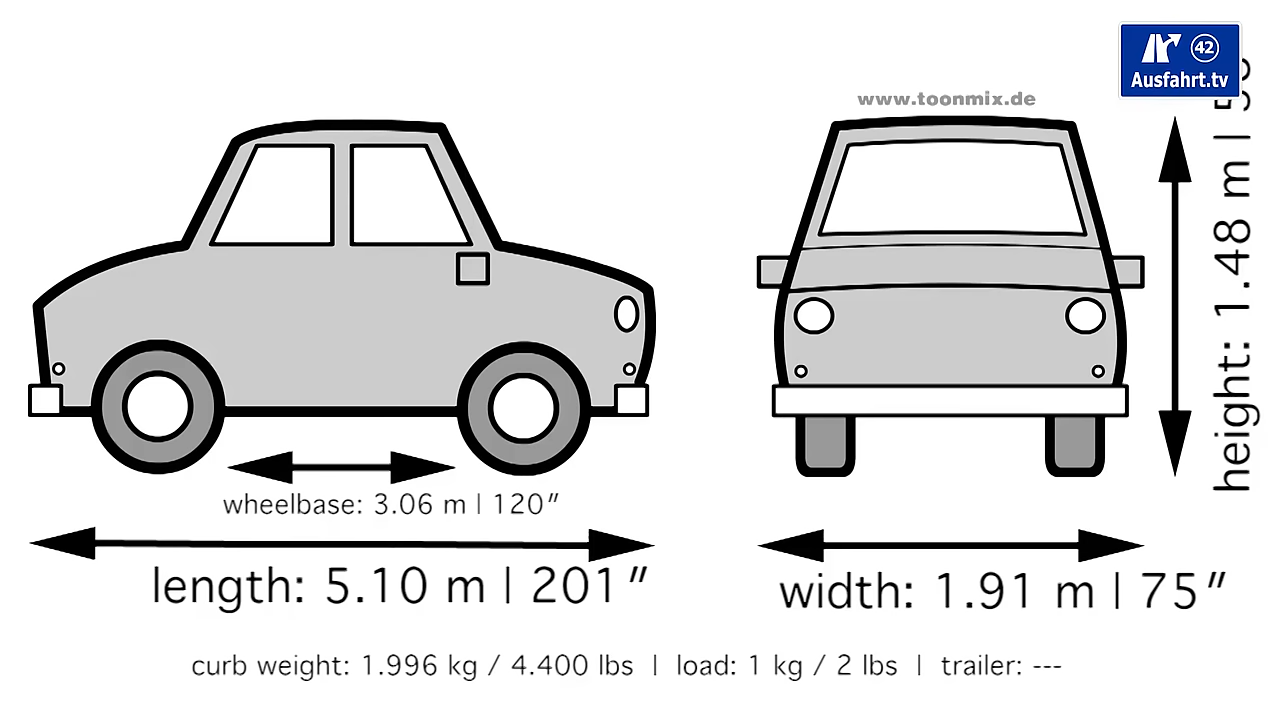 42
Ausfahrt.tv
www.toonmix.de
height: 1.48 m |
wheelbase: 3.06 m | 120"
length: 5.10 m | 201"
width: 1.91 m | 75"
curb weight: 1.996 kg / 4.400 lbs | load: 1 kg / 2 lbs | trailer: ---